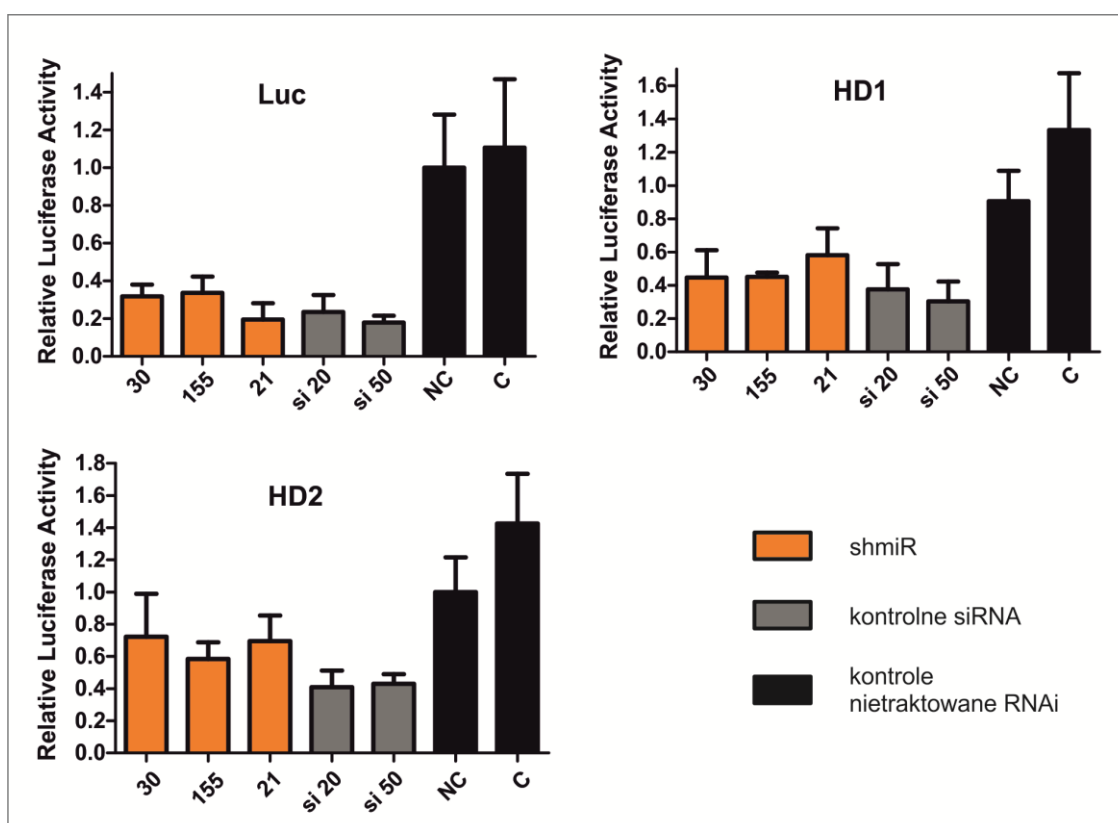 Luc
Relative Luciferase Activity
1.4
1.2
1.0
0.8
0.6
0.4
0.2
0.0
30
155
21
si 20
si 50
NC
C
HD1
Relative Luciferase Activity
1.6
1.4
1.2
1.0
0.8
0.6
0.4
0.2
0.0
30
155
21
si 20
si 50
NC
C
HD2
Relative Luciferase Activity
1.8
1.6
1.4
1.2
1.0
0.8
0.6
0.4
0.2
0.0
30
155
21
si 20
si 50
NC
C
shmiR
kontrolne siRNA
kontrole
nietraktowane RNAi